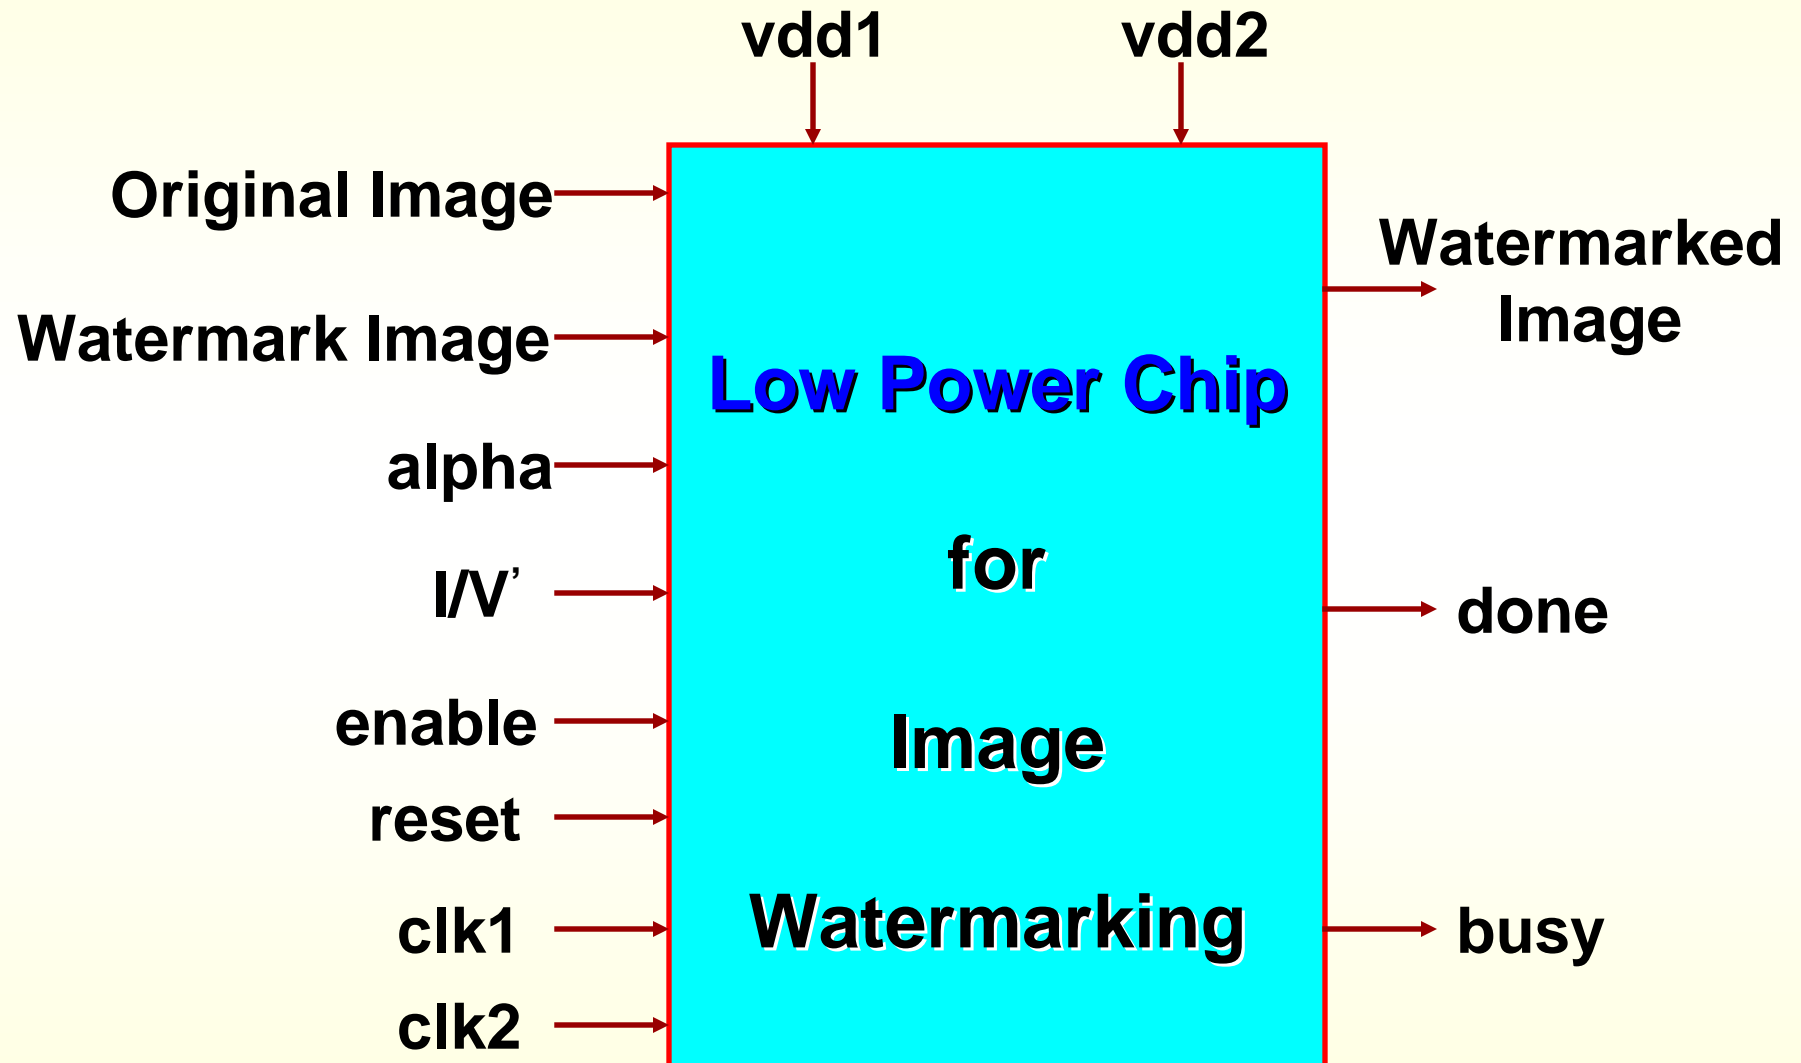 vdd1
vdd2
Original Image
Watermark Image
alpha
I/V’
enable
reset
clk1
clk2
Low Power Chip
for
Image
Watermarking
Watermarked
Image
done
busy